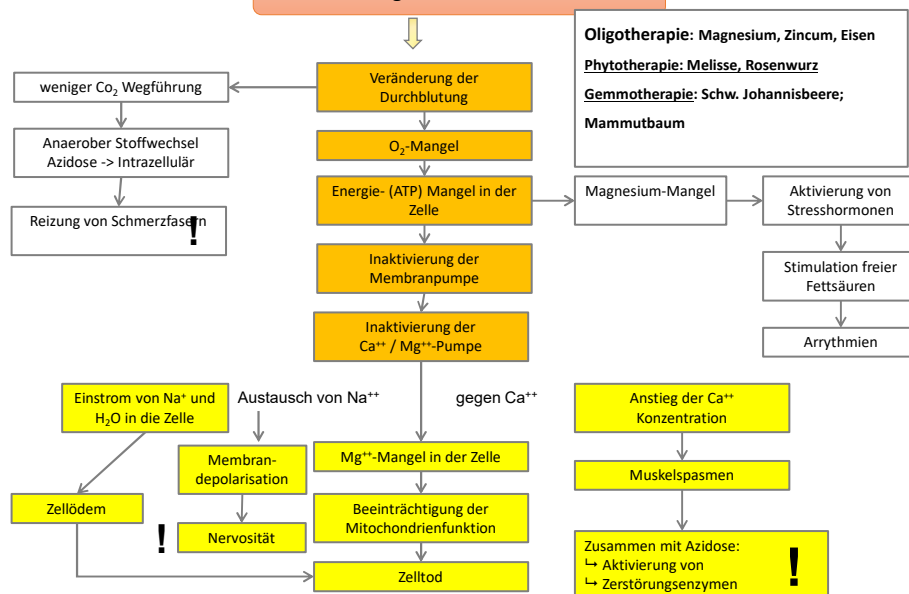 Oligotherapie: Magnesium, Zincum, Eisen
Phytotherapie: Melisse, Rosenwurz
Gemmotherapie: Schw. Johannisbeere;
Mammutbaum
weniger Co₂ Wegführung
Veränderung der
Durchblutung
Anaerober Stoffwechsel
Azidose -> Intrazellulär
O₂-Mangel
Reizung von Schmerzfasern
!
Energie- (ATP) Mangel in der
Zelle
Magnesium-Mangel
Aktivierung von
Stresshormonen
Inaktivierung der
Membranpumpe
Stimulation freier
Fettsäuren
Inaktivierung der
Ca⁺⁺ / Mg⁺⁺-Pumpe
Arrythmien
Einstrom von Na⁺ und
H₂O in die Zelle
Austausch von Na⁺⁺
gegen Ca⁺⁺
Anstieg der Ca⁺⁺
Konzentration
Membran-
depolarisation
Mg⁺⁺-Mangel in der Zelle
Muskelspasmen
Zellödem
!
Nervosität
Beeinträchtigung der
Mitochondrienfunktion
Zelltod
Zusammen mit Azidose:
↳ Aktivierung von
↳ Zerstörungsenzymen
!